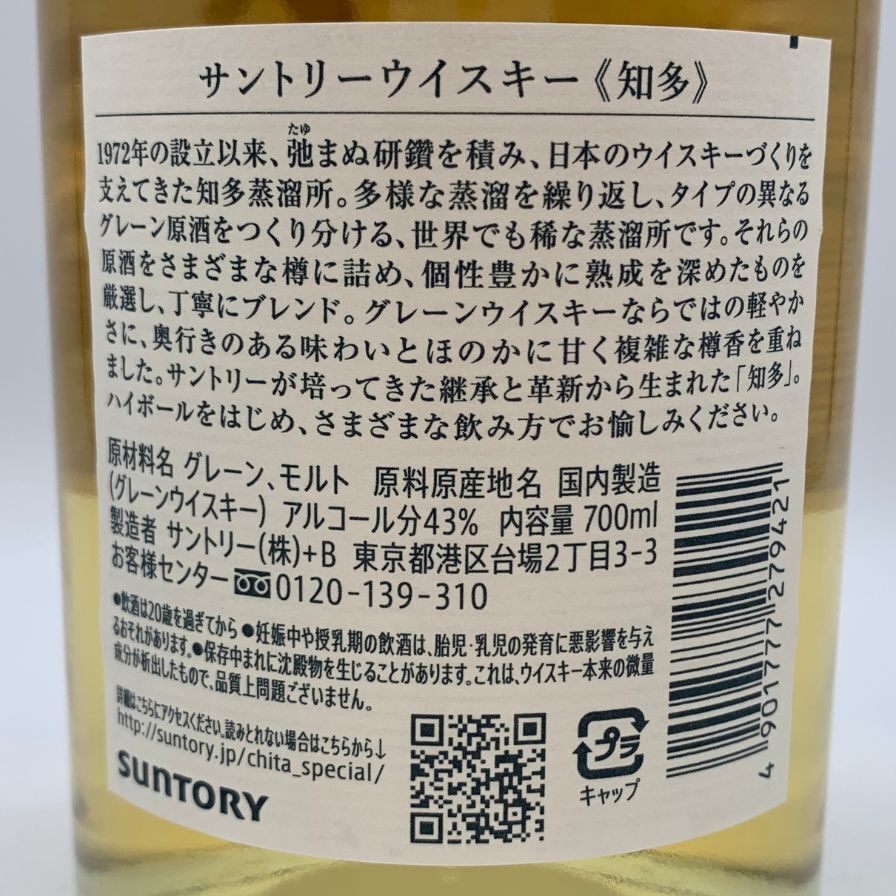 サントリーウイスキー《知多》
たゆ
1972年の設立以来、弛まぬ研鑽を積み、日本のウイスキーづくりを
支えてきた知多蒸溜所。多様な蒸溜を繰り返し、タイプの異なる
グレーン原酒をつくり分ける、世界でも稀な蒸溜所です。それらの
原酒をさまざまな樽に詰め、個性豊かに熟成を深めたものを
厳選し、丁寧にブレンド。グレーンウイスキーならではの軽やか
さに、奥行きのある味わいとほのかに甘く複雑な樽香を重ね
ました。サントリーが培ってきた継承と革新から生まれた「知多」。
ハイボールをはじめ、さまざまな飲み方でお愉しみください。
原材料名 グレーン、モルト 原料原産地名 国内製造
(グレーンウイスキー) アルコール分43% 内容量 700ml
製造者 サントリー(株)+B 東京都港区台場2丁目3-3
お客様センター 0120-139-310
●飲酒は20歳を過ぎてから ●妊娠中や授乳期の飲酒は、胎児・乳児の発育に悪影響を与え
るおそれがあります。●保存中まれに沈殿物を生じることがあります。これは、ウイスキー本来の微量
成分が析出したもので、品質上問題ございません。
詳細はこちらにアクセスください。読みとれない場合はこちらから↓
http://suntory.jp/chita_special/
SUNTORY
プラ
キャップ
4 901777 279421